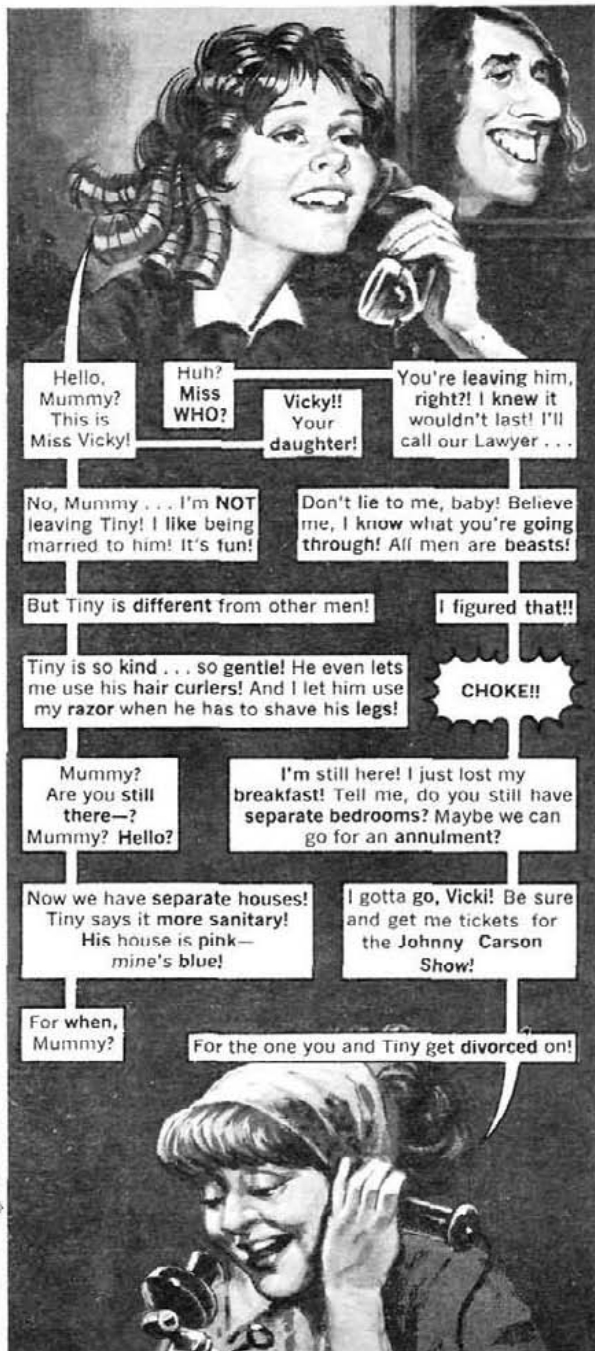 Hello,
Mummy?
This is
Miss Vicky!
Huh?
Miss
WHO?
Vicky!!
Your
daughter!
You're leaving him,
right?! I knew it
wouldn't last! I'll
call our Lawyer . . .
No, Mummy . . . I'm NOT
leaving Tiny! I like being
married to him! It's fun!
Don't lie to me, baby! Believe
me, I know what you're going
through! All men are beasts!
But Tiny is different from other men!
I figured that!!
Tiny is so kind . . . so gentle! He even lets
me use his hair curlers! And I let him use
my razor when he has to shave his legs!
CHOKE!!
Mummy?
Are you still
there—?
Mummy? Hello?
I'm still here! I just lost my
breakfast! Tell me, do you still have
separate bedrooms? Maybe we can
go for an annulment?
Now we have separate houses!
Tiny says it more sanitary!
His house is pink—
mine's blue!
I gotta go, Vicki! Be sure
and get me tickets for
the Johnny Carson
Show!
For when,
Mummy?
For the one you and Tiny get divorced on!